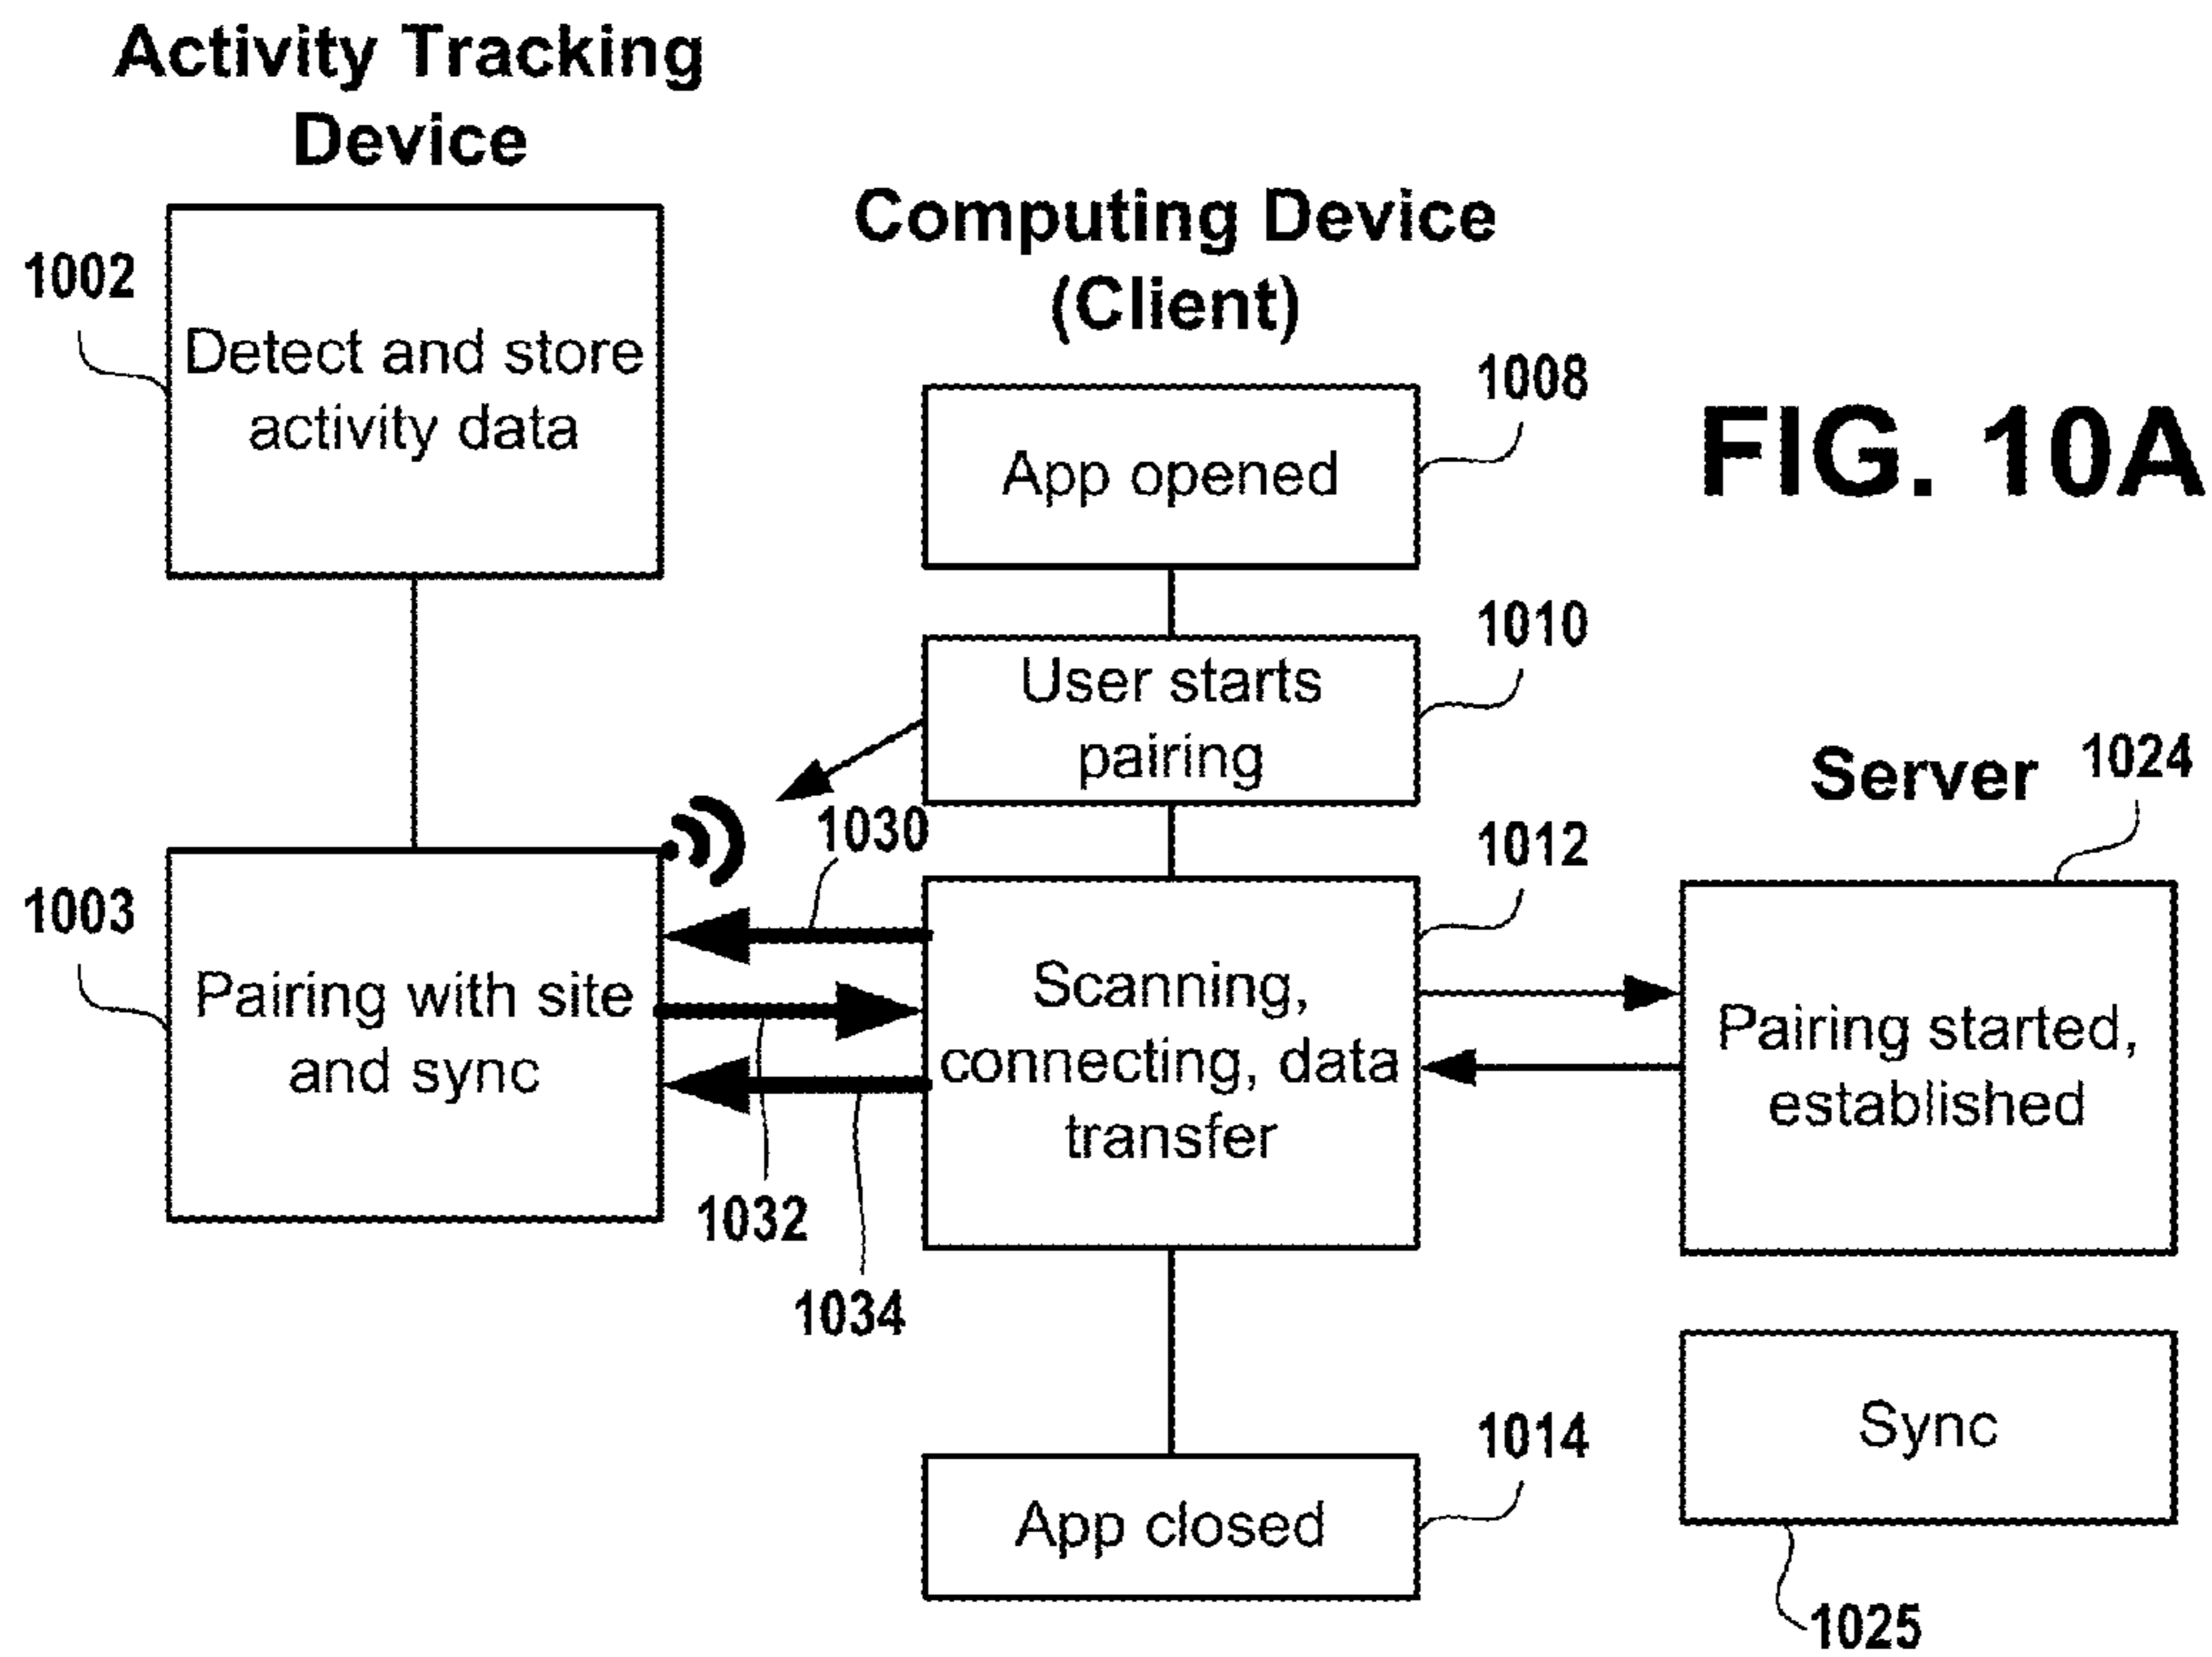 Activity Tracking
Device
1002
Detect and store
activity data
1003
Pairing with site
and sync
Computing Device
(Client)
1008
App opened
FIG. 10A
1010
User starts
pairing
1030
1012
Scanning,
connecting, data
transfer
1032
1034
1014
App closed
Server
1024
Pairing started,
established
Sync
1025